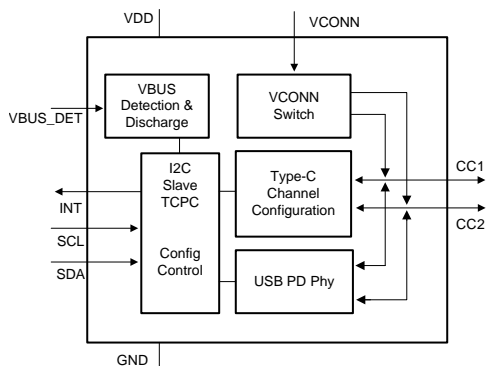 VDD
VCONN
VBUS
Detection &
Discharge
VCONN
Switch
VBUS_DET
I2C
Slave
TCPC
Config
Control
Type-C
Channel
Configuration
CC1
CC2
INT
SCL
SDA
USB PD Phy
GND